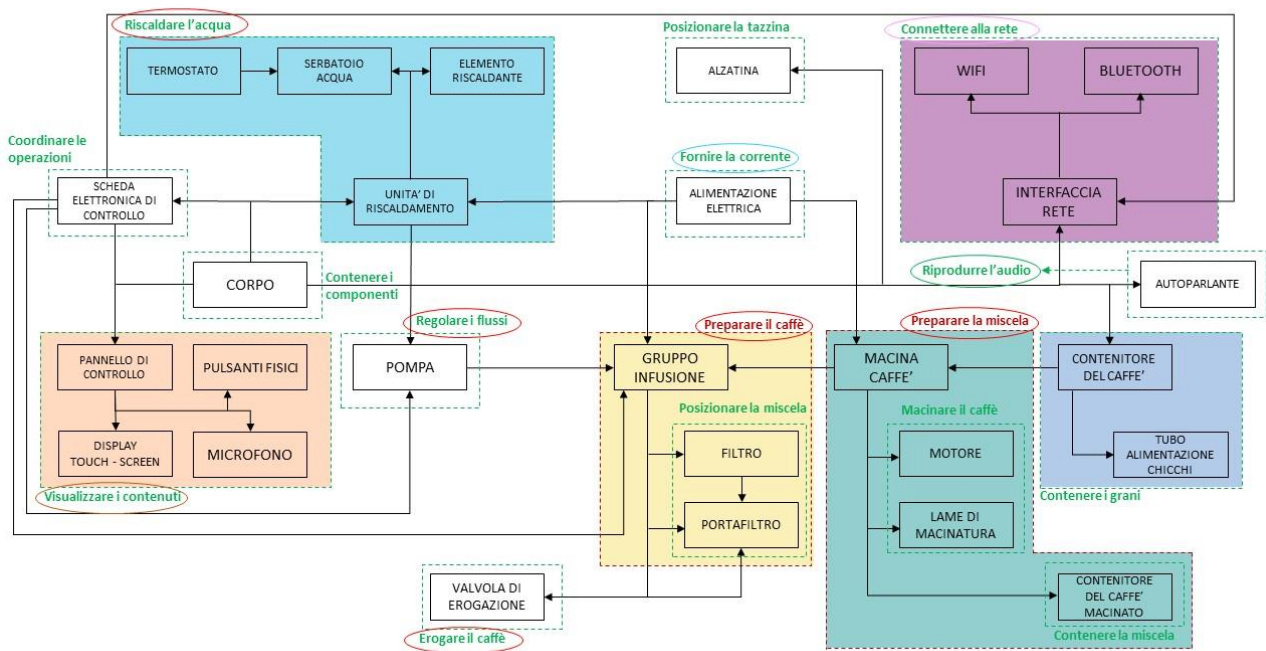 Riscaldare l'acqua
TERMOSTATO
SERBATOIO
ACQUA
ELEMENTO
RISCALDANTE
Posizionare la tazzina
ALZATINA
Connettere alla rete
WIFI
BLUETOOTH
Coordinare le
operazioni
SCHEDA
ELETTRONICA DI
CONTROLLO
UNITA' DI
RISCALDAMENTO
Fornire la corrente
ALIMENTAZIONE
ELETTRICA
INTERFACCIA
RETE
CORPO
Contenere i
componenti
Riprodurre l'audio
AUTOPARLANTE
Regolare i flussi
Preparare il caffè
Preparare la miscela
PANNELLO DI
CONTROLLO
PULSANTI FISICI
POMPA
GRUPPO
INFUSIONE
MACINA
CAFFE'
CONTENITORE
DEL CAFFE'
Posizionare la miscela
Macinare il caffè
DISPLAY
TOUCH - SCREEN
MICROFONO
FILTRO
MOTORE
TUBO
ALIMENTAZIONE
CHICCHI
Visualizzare i contenuti
Contenere i grani
PORTAFILTRO
LAME DI
MACINATURA
VALVOLA DI
EROGAZIONE
CONTENITORE
DEL CAFFE'
MACINATO
Erogare il caffè
Contenere la miscela